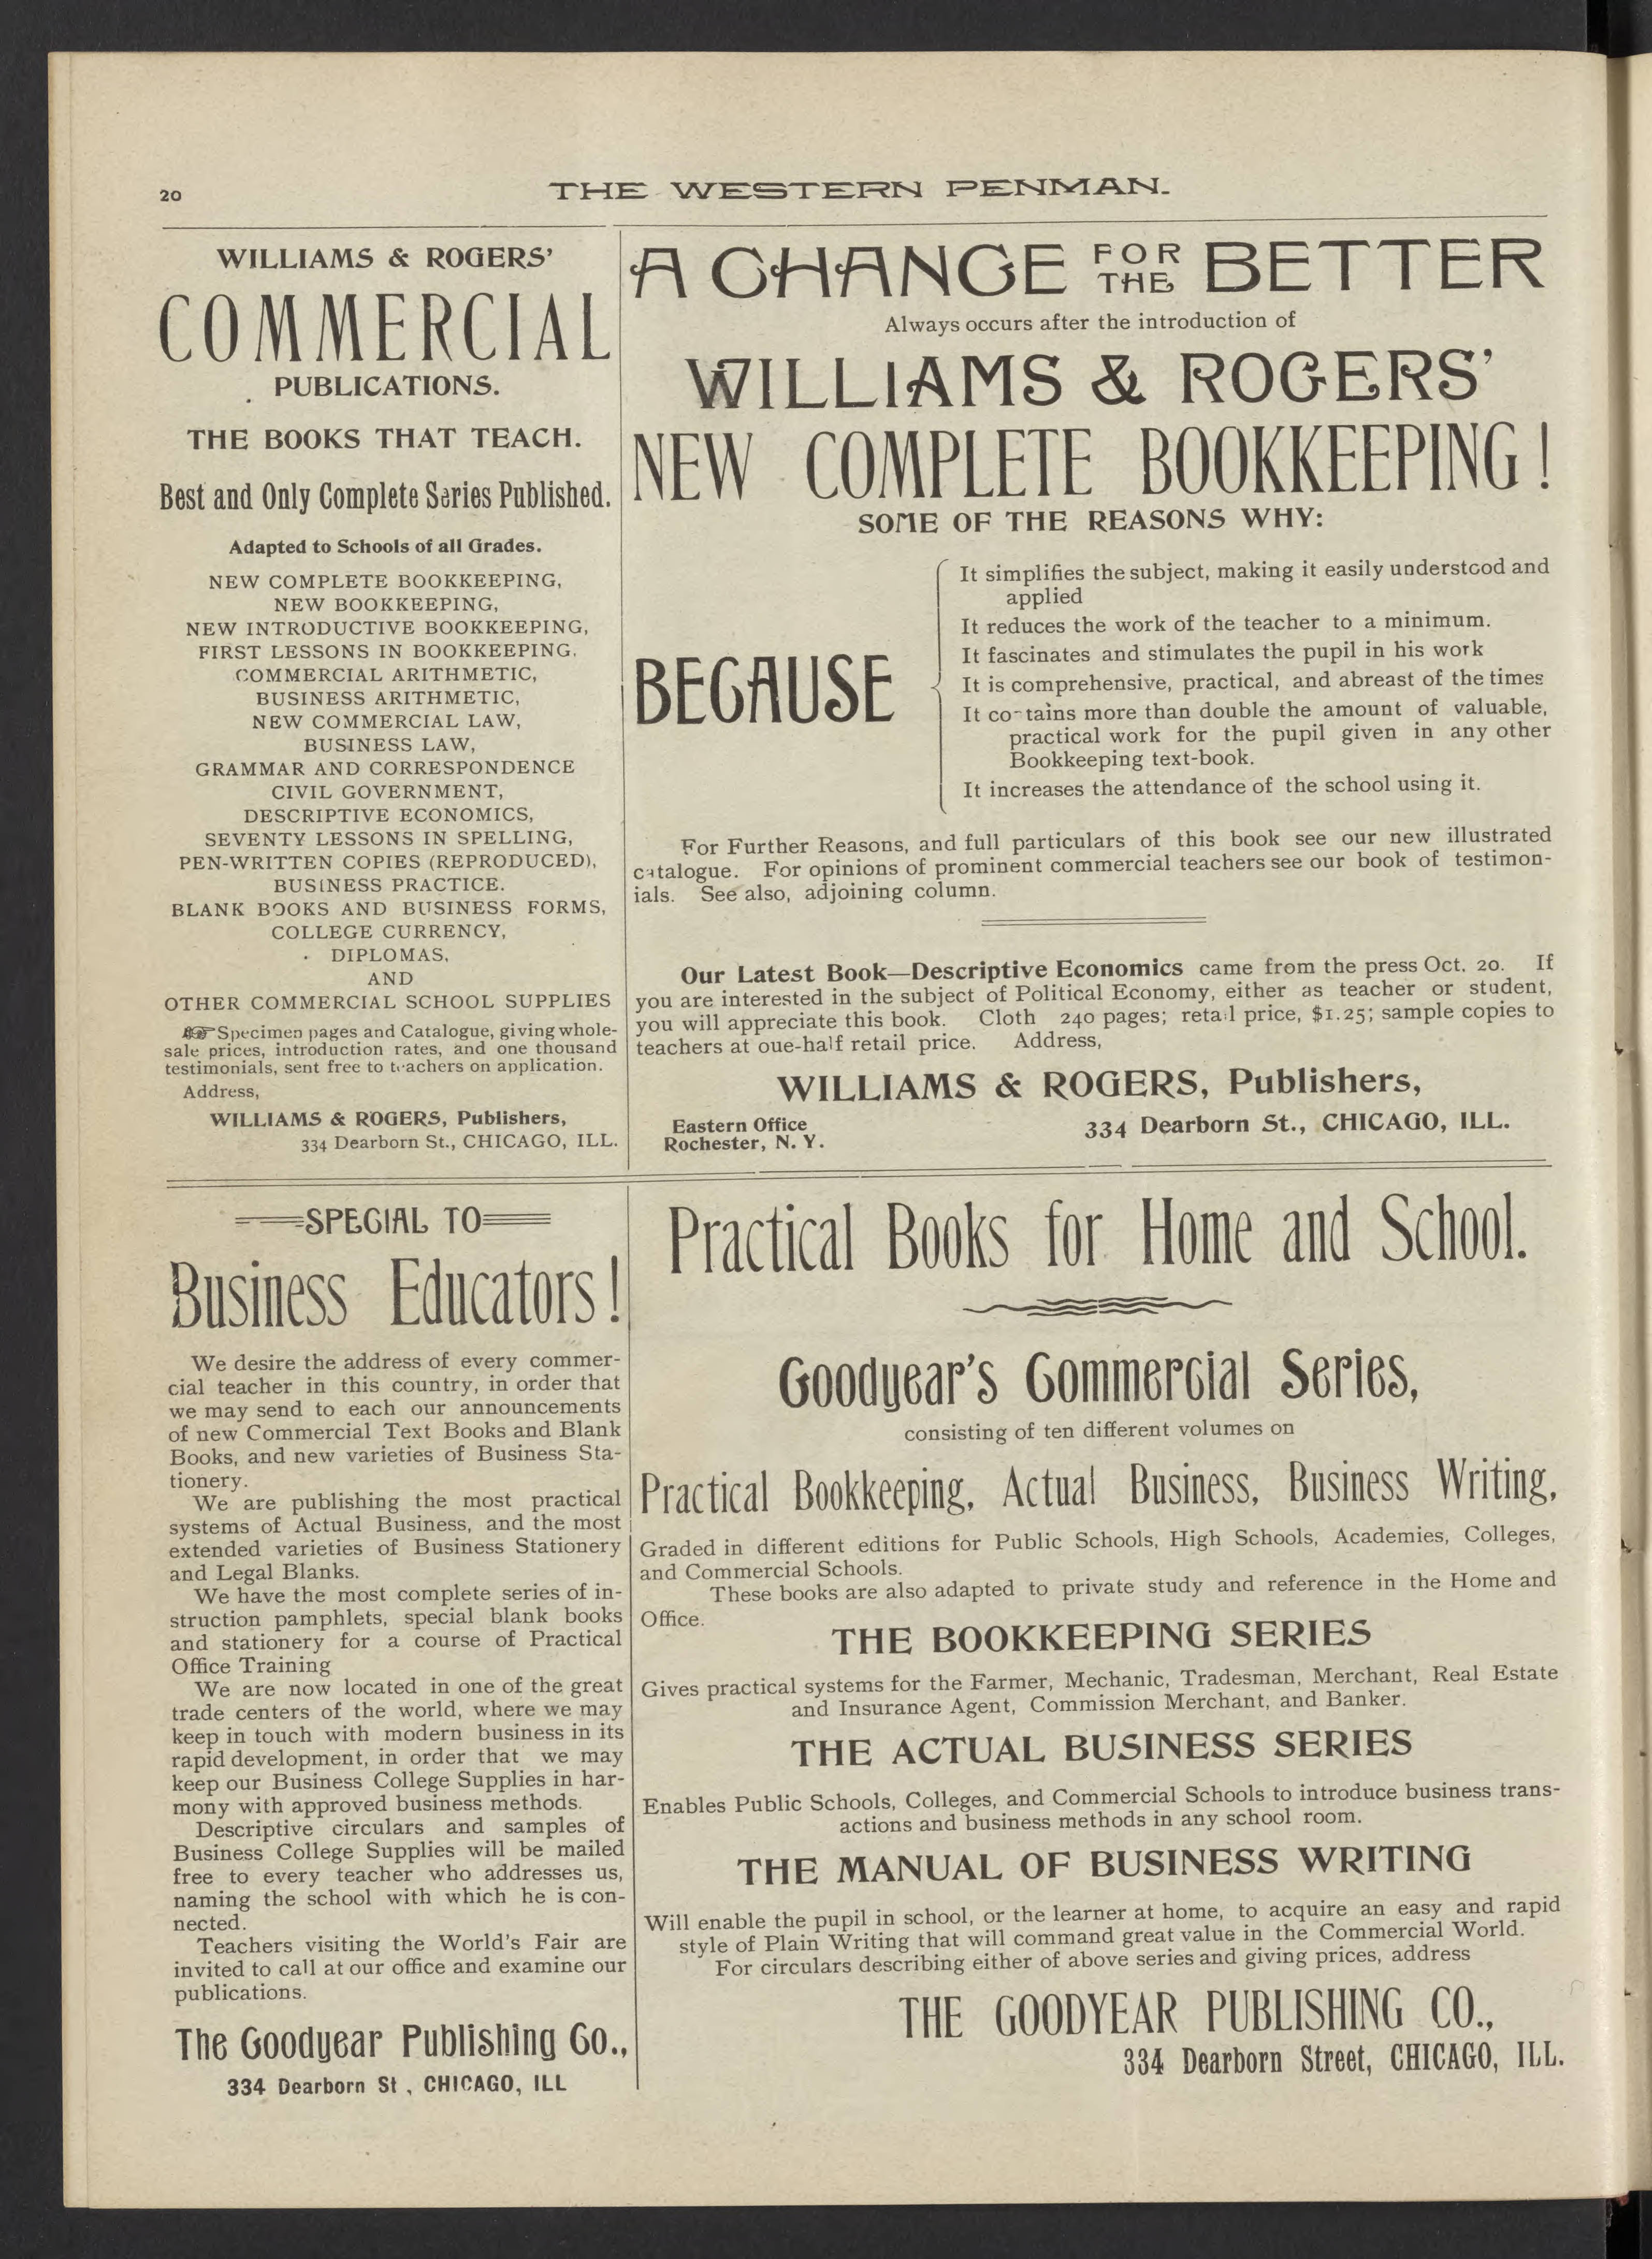 20
THE WESTERN PENMAN.
WILLIAMS & ROGERS'
COMMERCIAL
PUBLICATIONS.
THE BOOKS THAT TEACH.
Best and Only Complete Series Published.
Adapted to Schools of all Grades.
NEW COMPLETE BOOKKEEPING,
NEW BOOKKEEPING,
NEW INTRODUCTIVE BOOKKEEPING,
FIRST LESSONS IN BOOKKEEPING,
COMMERCIAL ARITHMETIC,
BUSINESS ARITHMETIC,
NEW COMMERCIAL LAW,
BUSINESS LAW,
GRAMMAR AND CORRESPONDENCE
CIVIL GOVERNMENT,
DESCRIPTIVE ECONOMICS,
SEVENTY LESSONS IN SPELLING,
PEN-WRITTEN COPIES (REPRODUCED),
BUSINESS PRACTICE.
BLANK BOOKS AND BUSINESS FORMS,
COLLEGE CURRENCY,
DIPLOMAS,
AND
OTHER COMMERCIAL SCHOOL SUPPLIES
☞Specimen pages and Catalogue, giving whole-
sale prices, introduction rates, and one thousand
testimonials, sent free to teachers on application.
Address,
WILLIAMS & ROGERS, Publishers,
334 Dearborn St., CHICAGO, ILL.
A CHANGE FOR THE BETTER
Always occurs after the introduction of
WILLIAMS & ROGERS'
NEW COMPLETE BOOKKEEPING!
SOME OF THE REASONS WHY:
BECAUSE
It simplifies the subject, making it easily understood and
applied
It reduces the work of the teacher to a minimum.
It fascinates and stimulates the pupil in his work
It is comprehensive, practical, and abreast of the times
It co-tains more than double the amount of valuable,
practical work for the pupil given in any other
Bookkeeping text-book.
It increases the attendance of the school using it.
For Further Reasons, and full particulars of this book see our new illustrated
catalogue. For opinions of prominent commercial teachers see our book of testimon-
ials. See also, adjoining column.
Our Latest Book—Descriptive Economics came from the press Oct. 20. If
you are interested in the subject of Political Economy, either as teacher or student,
you will appreciate this book. Cloth 240 pages; retail price, $1.25; sample copies to
teachers at oue-half retail price. Address,
WILLIAMS & ROGERS, Publishers,
Eastern Office
Rochester, N. Y.
334 Dearborn St., CHICAGO, ILL.
SPECIAL TO
Business Educators!
We desire the address of every commer-
cial teacher in this country, in order that
we may send to each our announcements
of new Commercial Text Books and Blank
Books, and new varieties of Business Sta-
tionery.
We are publishing the most practical
systems of Actual Business, and the most
extended varieties of Business Stationery
and Legal Blanks.
We have the most complete series of in-
struction pamphlets, special blank books
and stationery for a course of Practical
Office Training
We are now located in one of the great
trade centers of the world, where we may
keep in touch with modern business in its
rapid development, in order that we may
keep our Business College Supplies in har-
mony with approved business methods.
Descriptive circulars and samples of
Business College Supplies will be mailed
free to every teacher who addresses us,
naming the school with which he is con-
nected.
Teachers visiting the World's Fair are
invited to call at our office and examine our
publications.
The Goodyear Publishing Co.,
334 Dearborn St , CHICAGO, ILL
Practical Books for Home and School.
Goodyear's Commercial Series,
consisting of ten different volumes on
Practical Bookkeeping, Actual Business, Business Writing,
Graded in different editions for Public Schools, High Schools, Academies, Colleges,
and Commercial Schools.
These books are also adapted to private study and reference in the Home and
Office.
THE BOOKKEEPING SERIES
Gives practical systems for the Farmer, Mechanic, Tradesman, Merchant, Real Estate
and Insurance Agent, Commission Merchant, and Banker.
THE ACTUAL BUSINESS SERIES
Enables Public Schools, Colleges, and Commercial Schools to introduce business trans-
actions and business methods in any school room.
THE MANUAL OF BUSINESS WRITING
Will enable the pupil in school, or the learner at home, to acquire an easy and rapid
style of Plain Writing that will command great value in the Commercial World.
For circulars describing either of above series and giving prices, address
THE GOODYEAR PUBLISHING CO.,
334 Dearborn Street, CHICAGO, ILL.